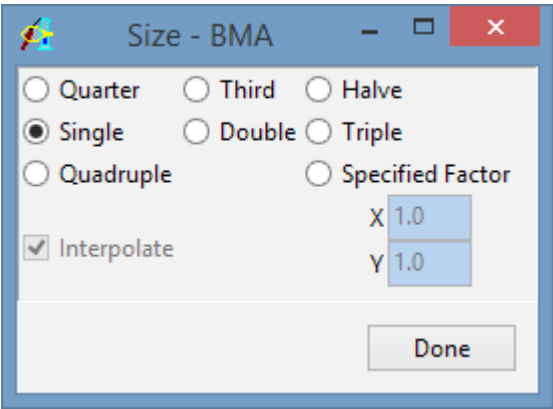 Size - BMA
Quarter Third Halve
Single Double Triple
Quadruple Specified Factor
X 1.0
Interpolate
Y 1.0
Done